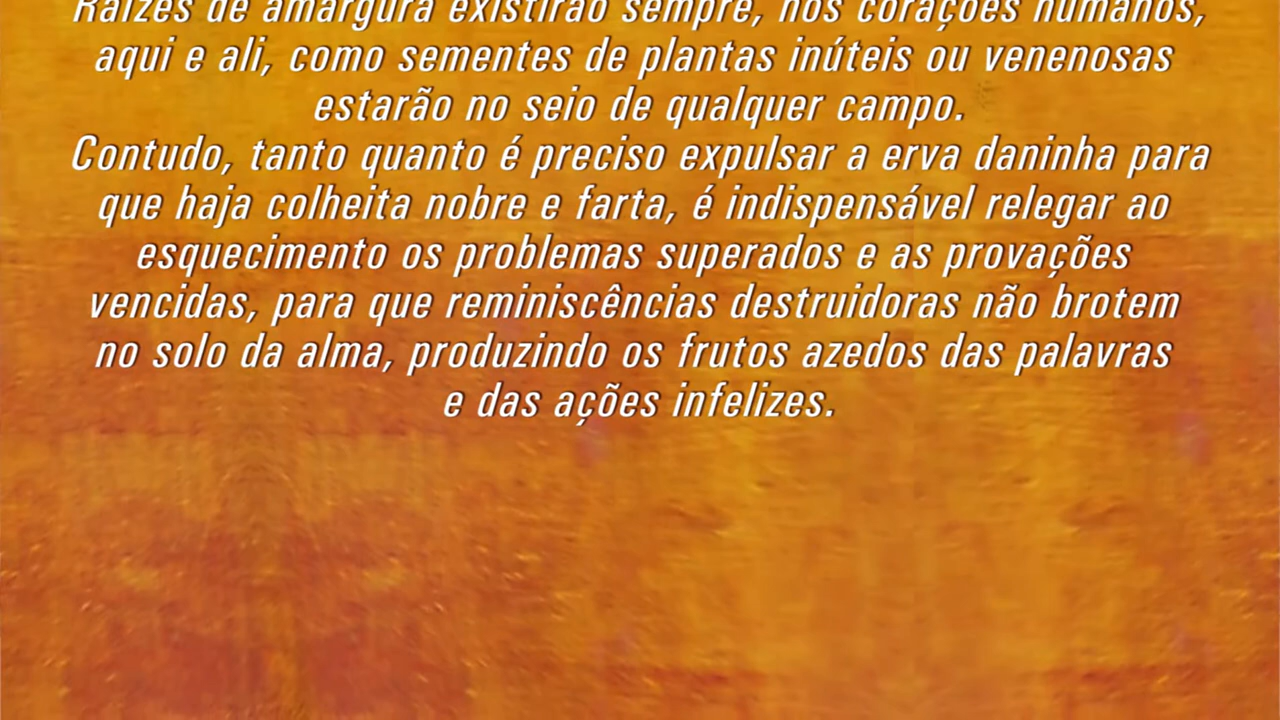 Raízes de amargura existirão sempre, nos corações humanos,
aqui e ali, como sementes de plantas inúteis ou venenosas
estarão no seio de qualquer campo.
Contudo, tanto quanto é preciso expulsar a erva daninha para
que haja colheita nobre e farta, é indispensável relegar ao
esquecimento os problemas superados e as provações
vencidas, para que reminiscências destruidoras não brotem
no solo da alma, produzindo os frutos azedos das palavras
e das ações infelizes.